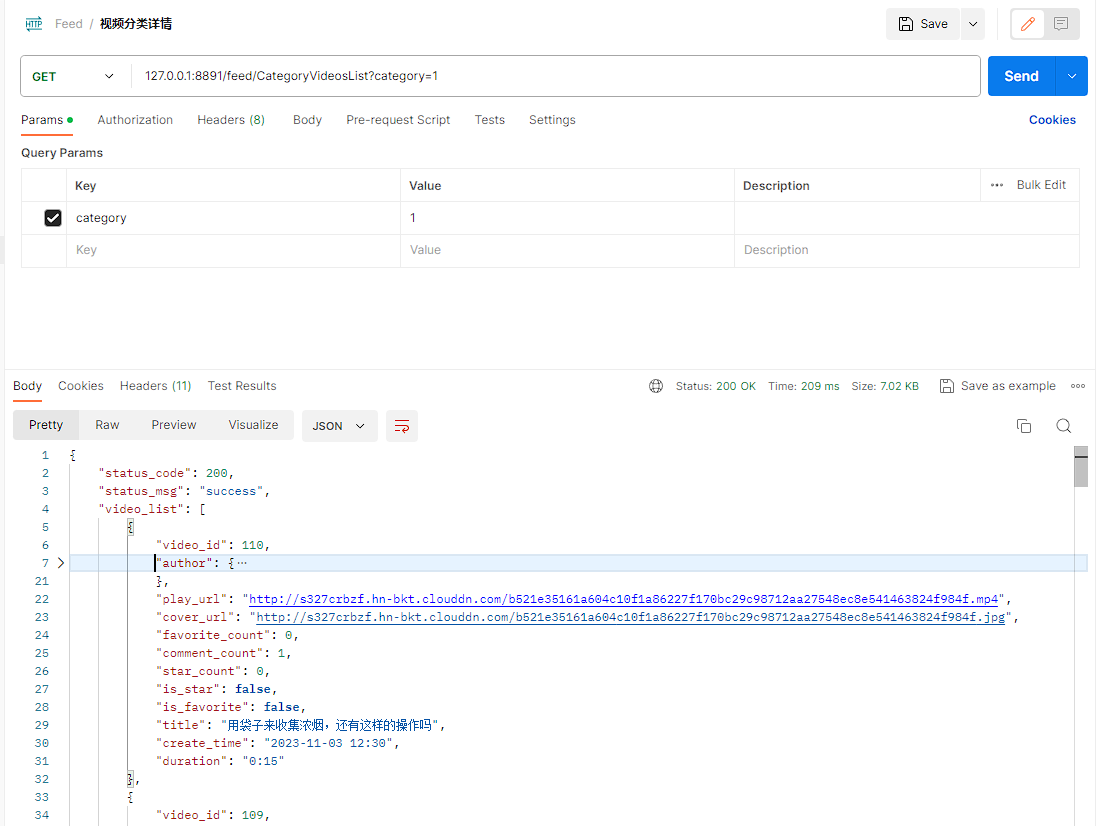 HTTP Feed / 视频分类详情 Save
GET 127.0.0.1:8891/feed/CategoryVideosList?category=1 Send
Params Authorization Headers (8) Body Pre-request Script Tests Settings Cookies
Query Params
Key Value Description ••• Bulk Edit
category 1
Key Value Description
Body Cookies Headers (11) Test Results Status: 200 OK Time: 209 ms Size: 7.02 KB Save as example
Pretty Raw Preview Visualize JSON
1 {
2 "status_code": 200,
3 "status_msg": "success",
4 "video_list": [
5 {
6 "video_id": 110,
7 "author": {…
21 },
22 "play_url": "http://s327crbzf.hn-bkt.clouddn.com/b521e35161a604c10f1a86227f170bc29c98712aa27548ec8e541463824f984f.mp4",
23 "cover_url": "http://s327crbzf.hn-bkt.clouddn.com/b521e35161a604c10f1a86227f170bc29c98712aa27548ec8e541463824f984f.jpg",
24 "favorite_count": 0,
25 "comment_count": 1,
26 "star_count": 0,
27 "is_star": false,
28 "is_favorite": false,
29 "title": "用袋子来收集浓烟，还有这样的操作吗",
30 "create_time": "2023-11-03 12:30",
31 "duration": "0:15"
32 },
33 {
34 "video_id": 109,